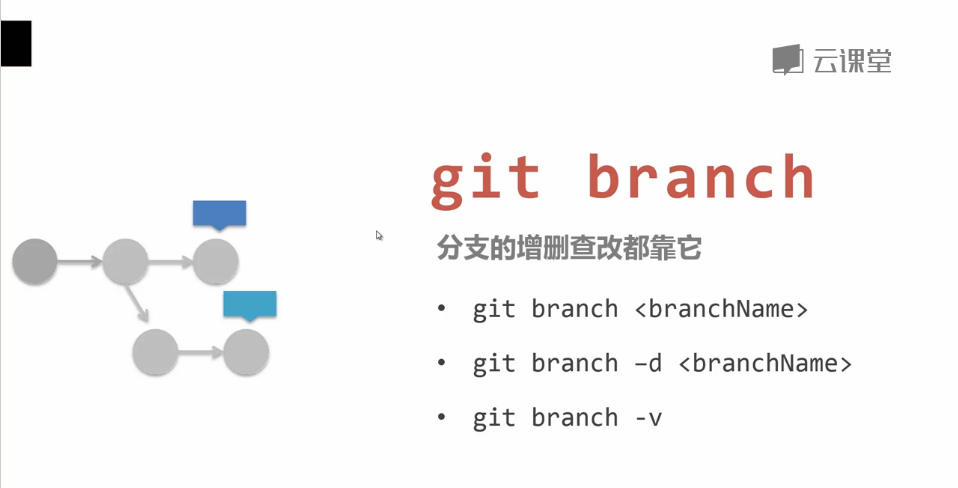 云课堂
git branch
分支的增删查改都靠它
• git branch <branchName>
• git branch –d <branchName>
• git branch -v